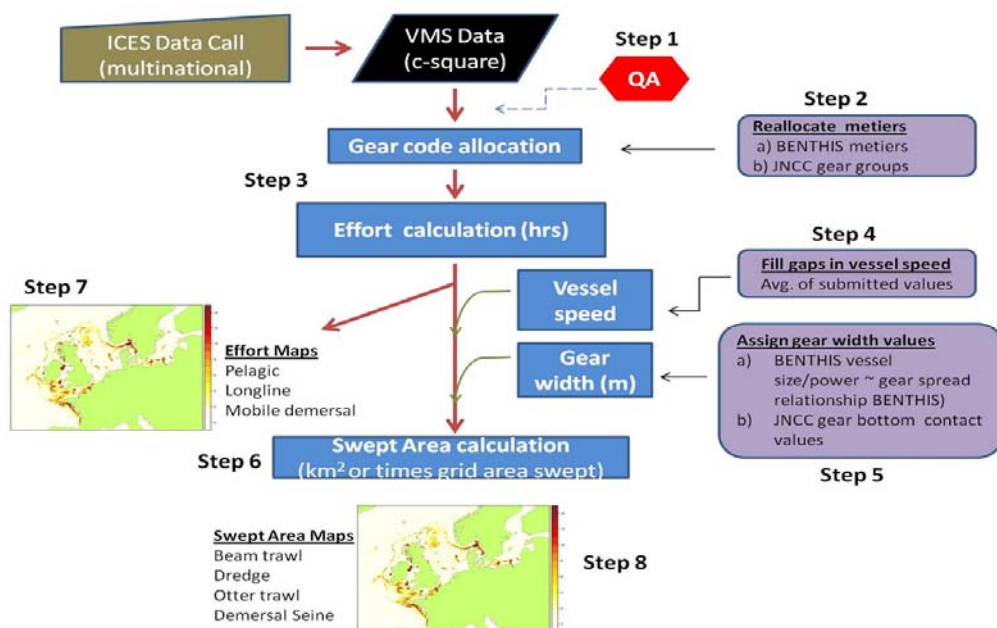 ICES Data Call
(multinational)
VMS Data
(c-square)
Step 1
QA
Step 2
Reallocate metiers
a) BENTHIS metiers
b) JNCC gear groups
Gear code allocation
Step 3
Effort calculation (hrs)
Step 4
Fill gaps in vessel speed
Avg. of submitted values
Vessel
speed
Step 7
Effort Maps
Pelagic
Longline
Mobile demersal
Gear
width (m)
Assign gear width values
a) BENTHIS vessel
size/power ~ gear spread
relationship BENTHIS)
b) JNCC gear bottom contact
values
Step 5
Step 6
Swept Area calculation
(km² or times grid area swept)
Swept Area Maps
Beam trawl
Dredge
Otter trawl
Demersal Seine
Step 8